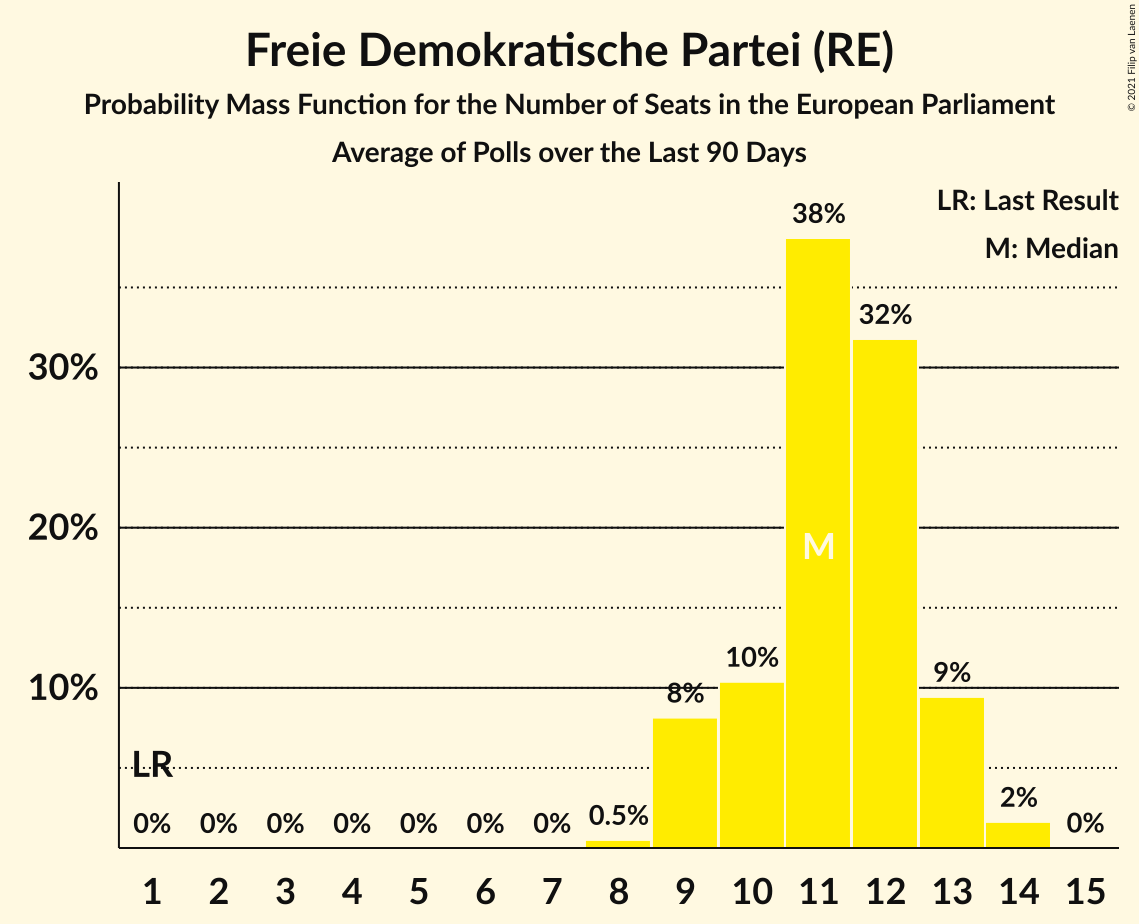 Freie Demokratische Partei (RE)
Probability Mass Function for the Number of Seats in the European Parliament
Average of Polls over the Last 90 Days
© 2021 Filip van Laenen
LR: Last Result
M: Median
38%
32%
30%
20%
M
10%
9%
10%
8%
LR
2%
0% 0% 0% 0% 0% 0% 0% 0.5% 0%
1 2 3 4 5 6 7 8 9 10 11 12 13 14 15